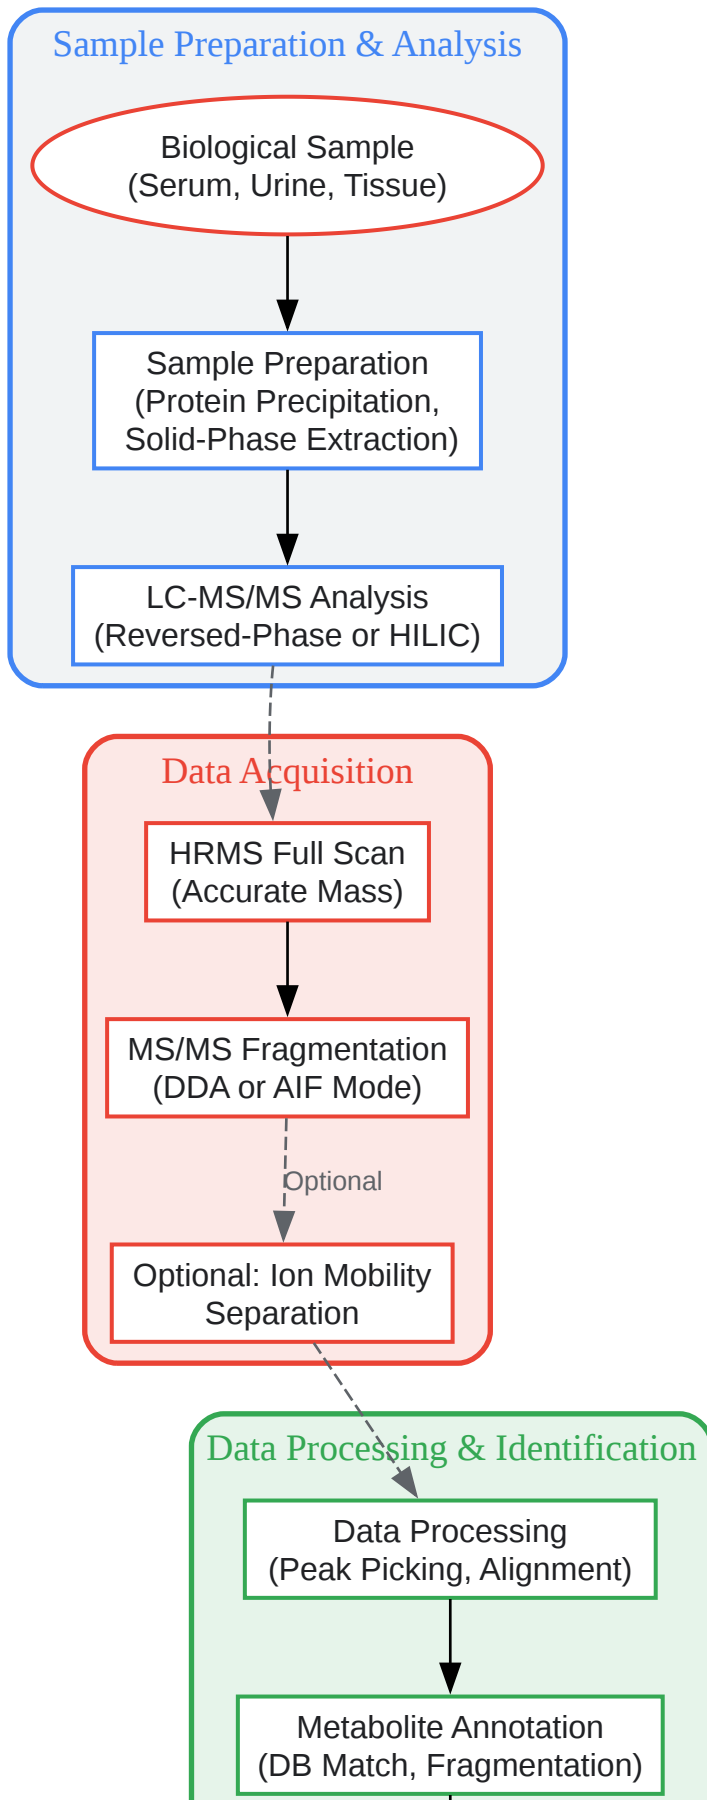 Sample Preparation & Analysis
Biological Sample
(Serum, Urine, Tissue)
Sample Preparation
(Protein Precipitation,
Solid-Phase Extraction)
LC-MS/MS Analysis
(Reversed-Phase or HILIC)
Data Acquisition
HRMS Full Scan
(Accurate Mass)
MS/MS Fragmentation
(DDA or AIF Mode)
Optional
Optional: Ion Mobility
Separation
Data Processing & Identification
Data Processing
(Peak Picking, Alignment)
Metabolite Annotation
(DB Match, Fragmentation)